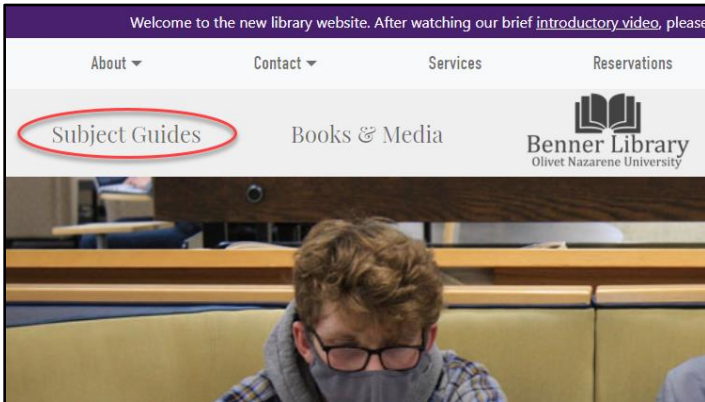 Welcome to the new library website. After watching our brief introductory video, please
About
Contact
Services
Reservations
Subject Guides
Books & Media
Benner Library
Olivet Nazarene University